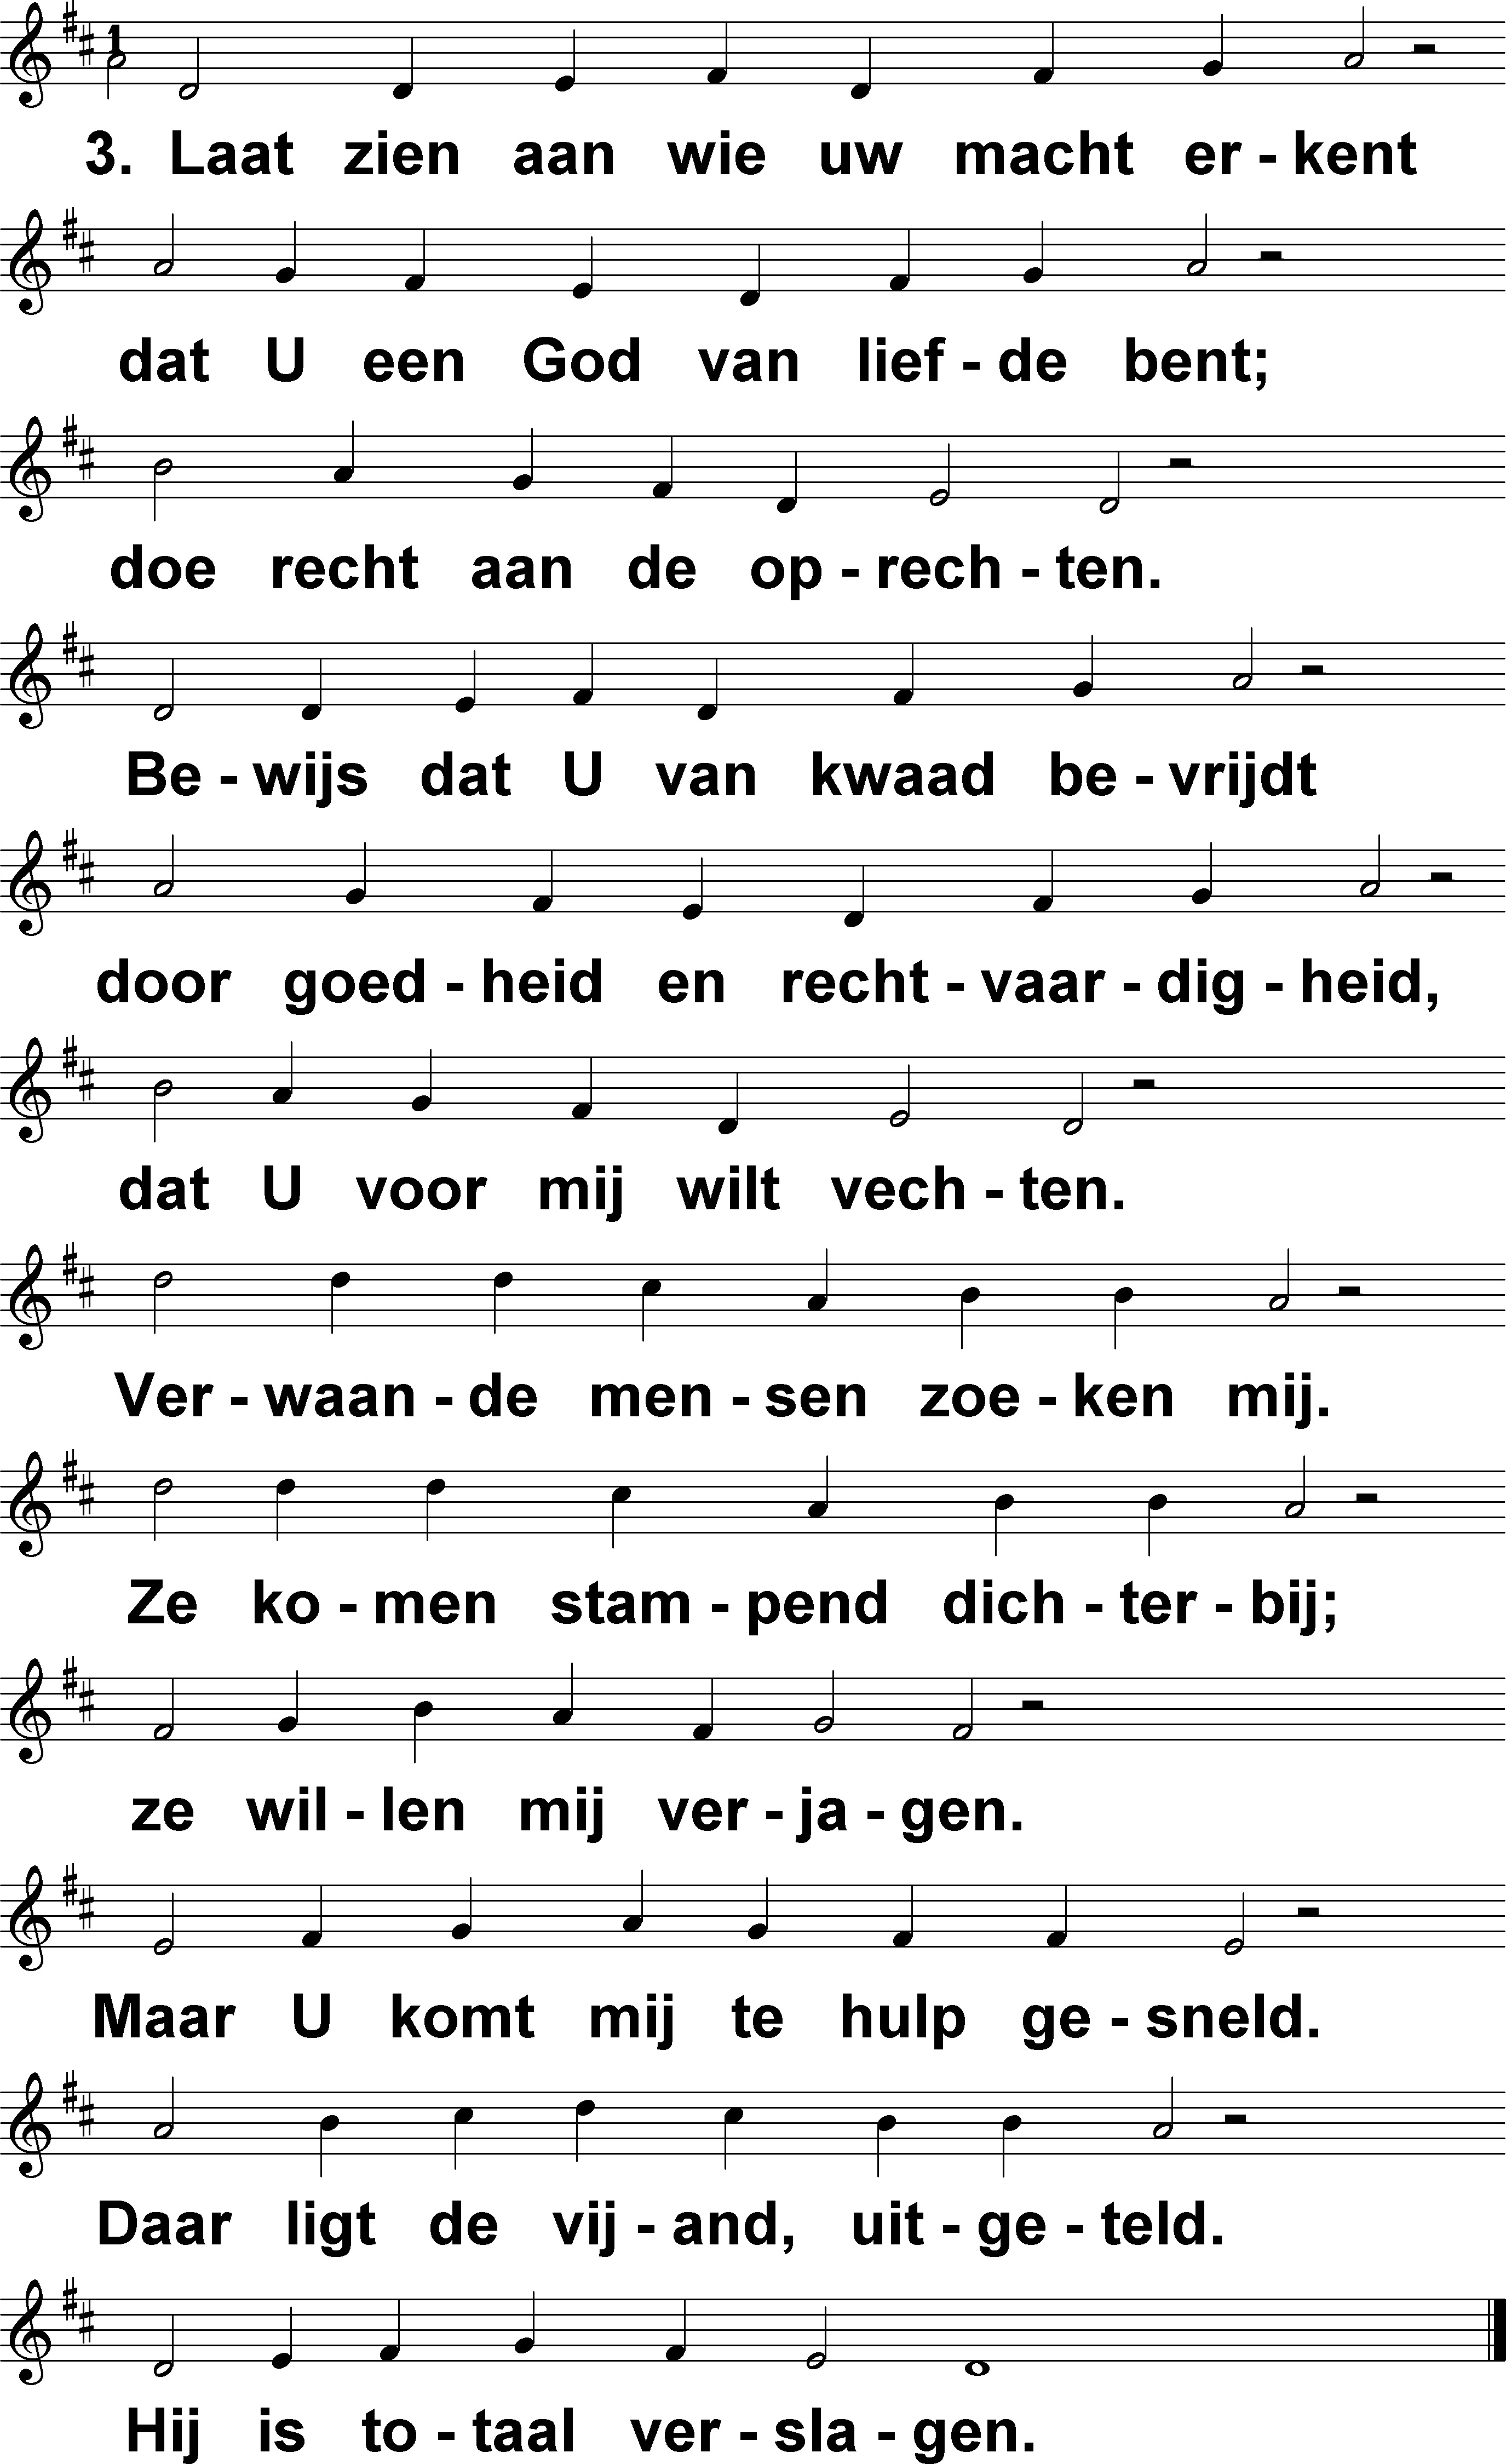 1
3. Laat zien aan wie uw macht er - kent
dat U een God van lief - de bent;
doe recht aan de op - rech - ten.
Be - wijs dat U van kwaad be - vrijdt
door goed - heid en recht - vaar - dig - heid,
dat U voor mij wilt vech - ten.
Ver - waan - de men - sen zoe - ken mij.
Ze ko - men stam - pend dich - ter - bij;
ze wil - len mij ver - ja - gen.
Maar U komt mij te hulp ge - sneld.
Daar ligt de vij - and, uit - ge - teld.
Hij is to - taal ver - sla - gen.